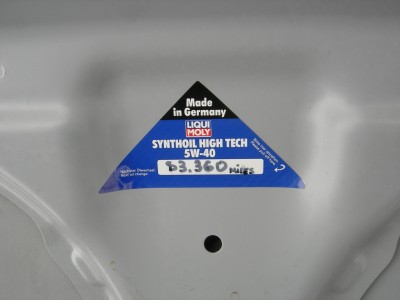 Made
in Germany
LIQUI
MOLY
SYNTHOIL HIGH TECH
5W-40
83.360 MILES